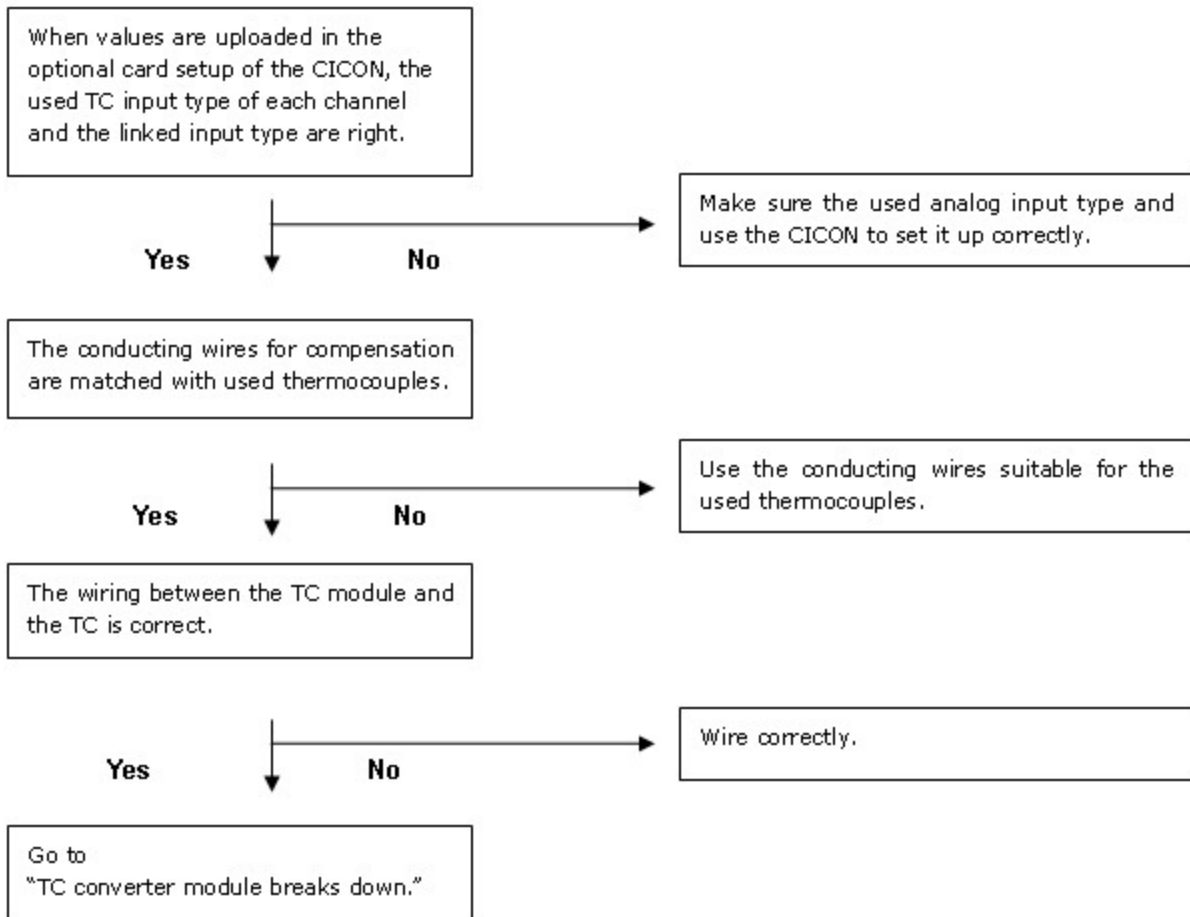 When values are uploaded in the
optional card setup of the CICON, the
used TC input type of each channel
and the linked input type are right.
Make sure the used analog input type and
use the CICON to set it up correctly.
Yes
No
The conducting wires for compensation
are matched with used thermocouples.
Use the conducting wires suitable for the
used thermocouples.
Yes
No
The wiring between the TC module and
the TC is correct.
Wire correctly.
Yes
No
Go to
“TC converter module breaks down.”